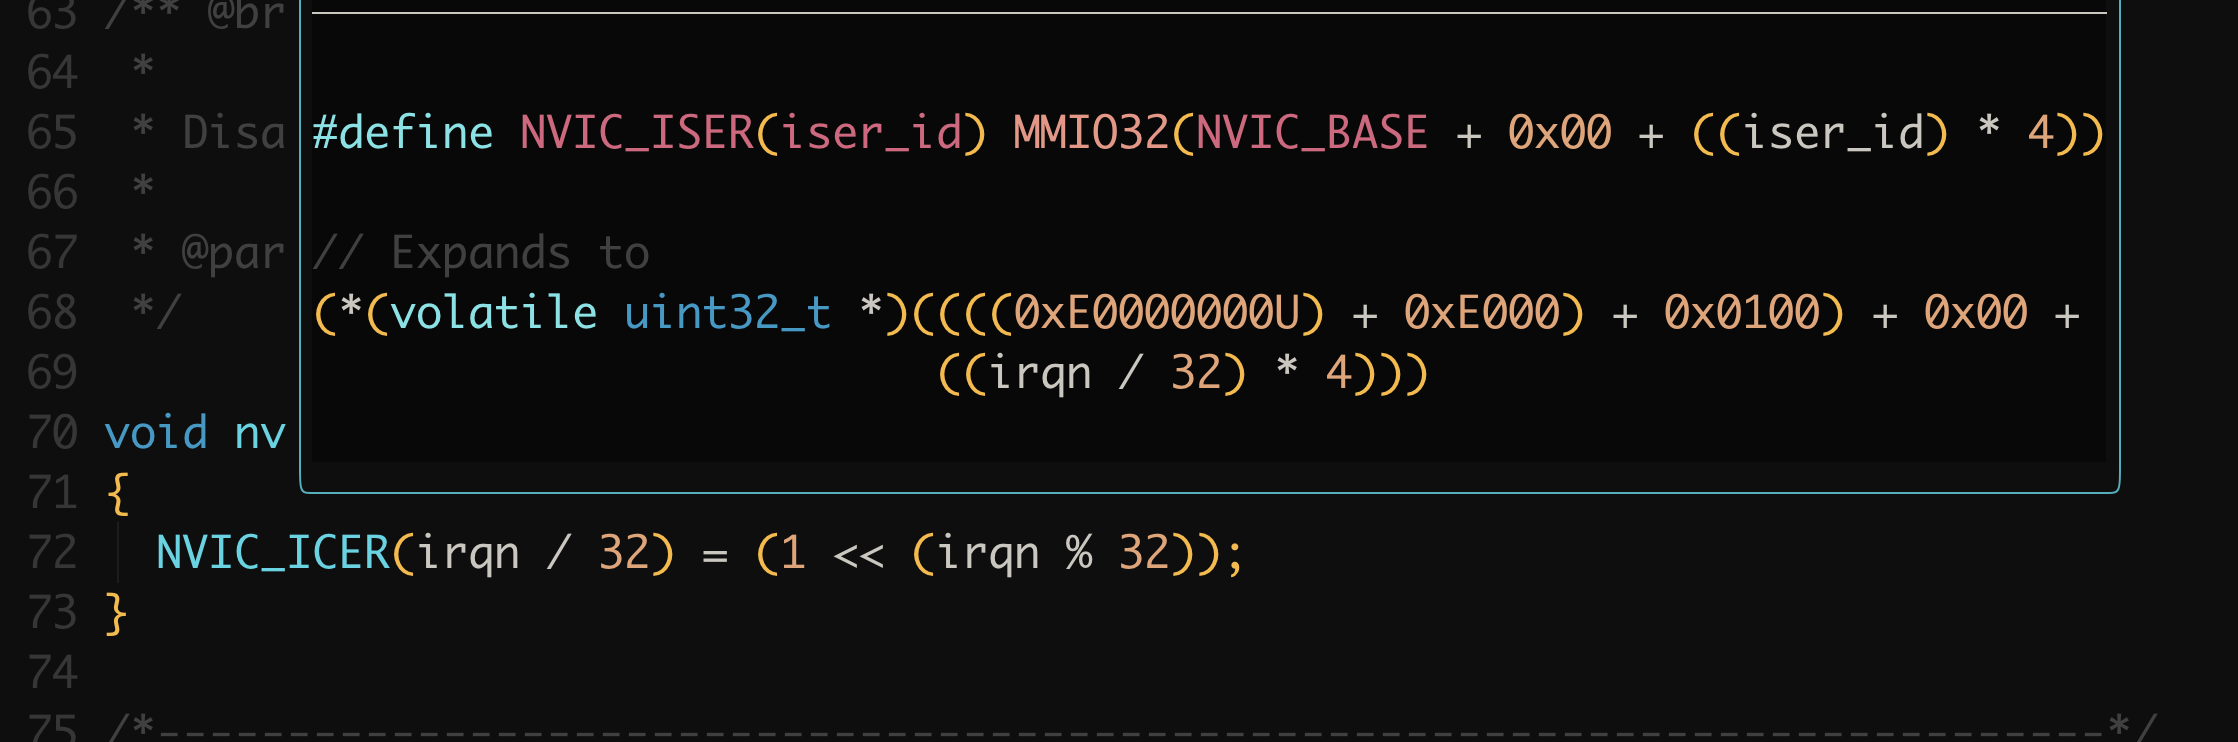 63 /** @br
64 *
65 * Disa #define NVIC_ISER(iser_id) MMIO32(NVIC_BASE + 0x00 + ((iser_id) * 4))
66 *
67 * @par // Expands to
68 */ (*(volatile uint32_t *)((((0xE0000000U) + 0xE000) + 0x0100) + 0x00 +
69 ((irqn / 32) * 4)))
70 void nv
71 {
72 NVIC_ICER(irqn / 32) = (1 << (irqn % 32));
73 }
74
75 /*---------------------------------------------------------------------------*/